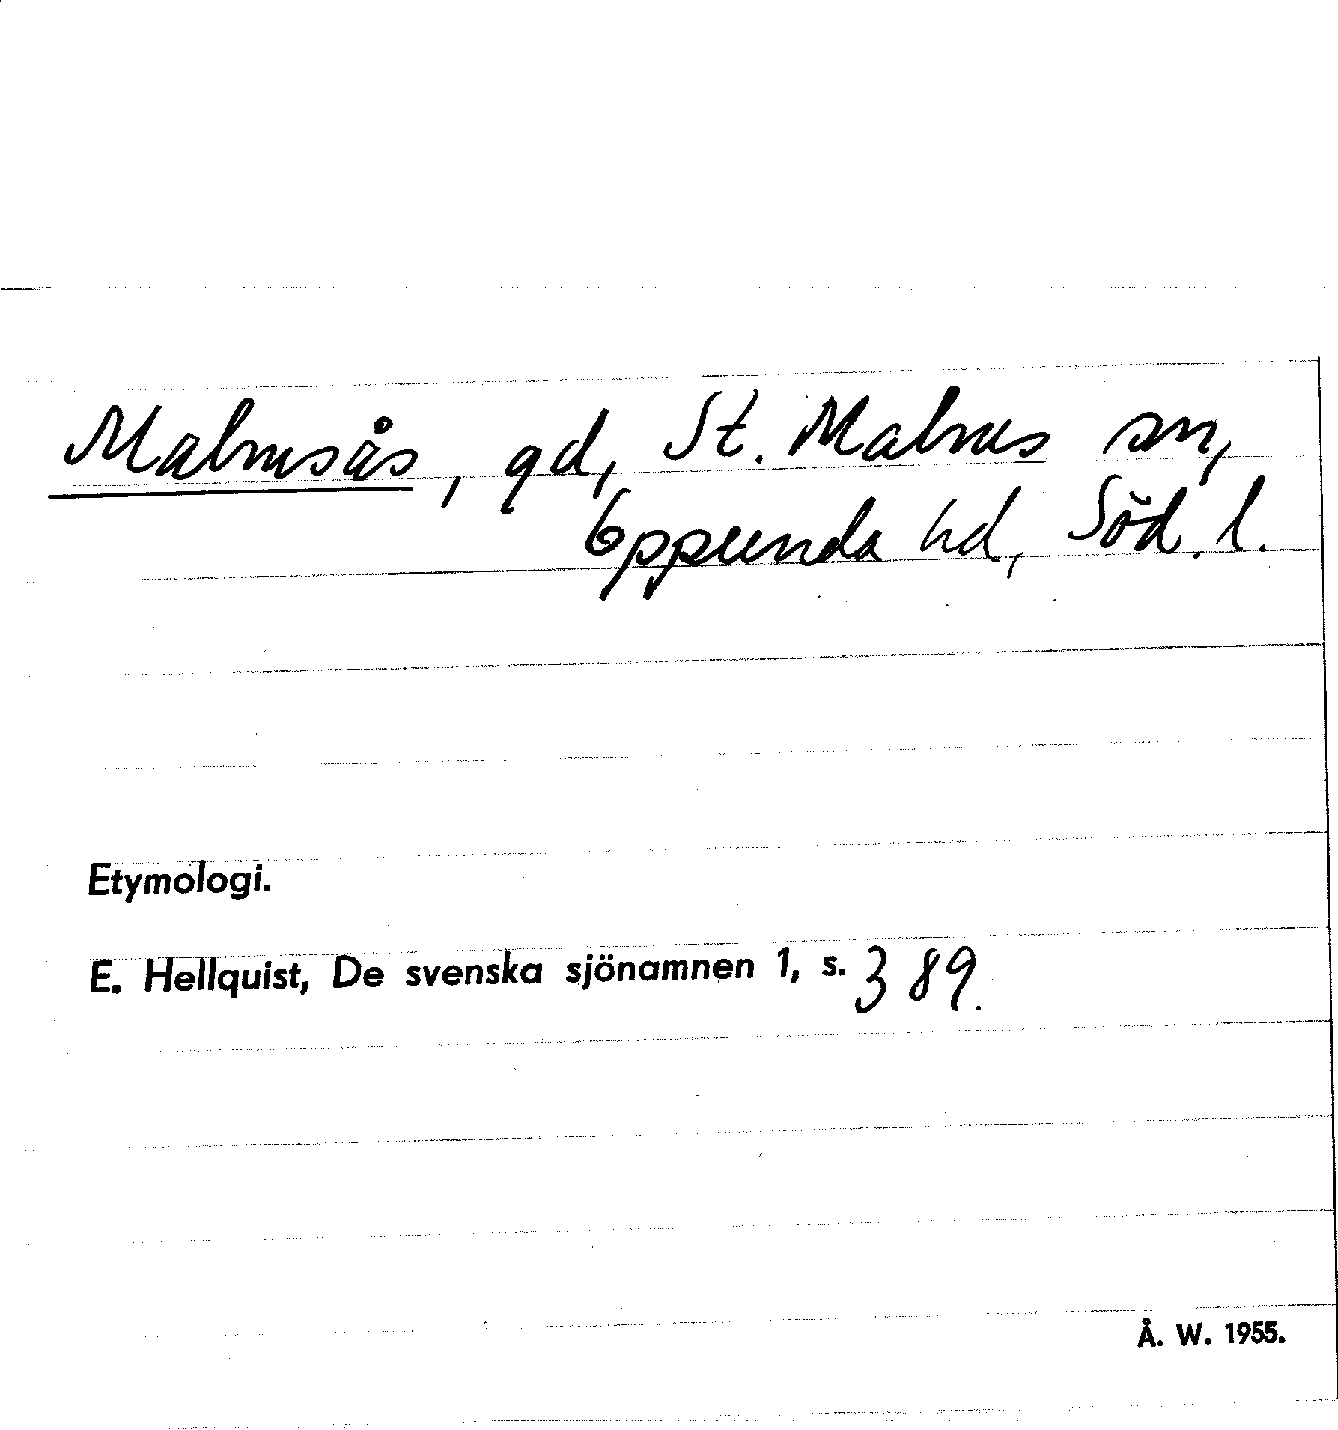 Malmsås, gd, St. Malms sn,
Oppunda hd, Söd. l.
Etymologi.
E. Hellquist, De svenska sjönamnen 1, s. 389.
Å. W. 1955.